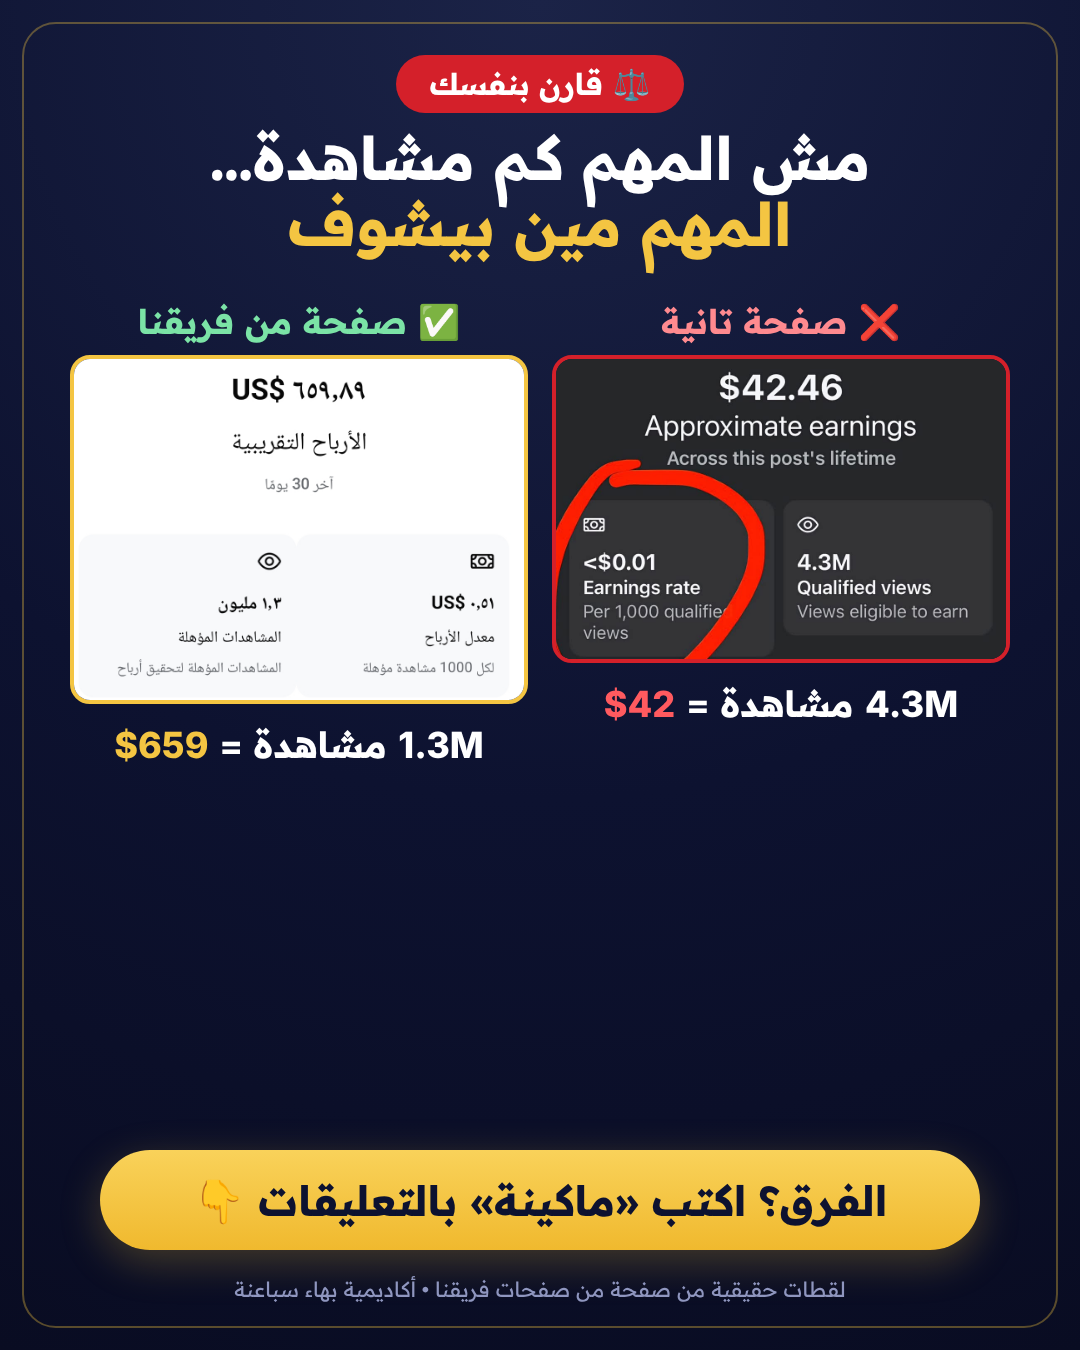 ⚖️ قارن بنفسك
مش المهم كم مشاهدة...
المهم مين بيشوف
❌ صفحة تانية
$42.46
Approximate earnings
Across this post's lifetime
<$0.01
Earnings rate
Per 1,000 qualified
views
4.3M
Qualified views
Views eligible to earn
4.3M مشاهدة = $42
✅ صفحة من فريقنا
US$ ٦٥٩,٨٩
الأرباح التقريبية
آخر 30 يومًا
US$ ٠,٥١
معدل الأرباح
لكل 1000 مشاهدة مؤهلة
١,٣ مليون
المشاهدات المؤهلة
المشاهدات المؤهلة لتحقيق أرباح
1.3M مشاهدة = $659
الفرق؟ اكتب «ماكينة» بالتعليقات 👇
لقطات حقيقية من صفحة من صفحات فريقنا • أكاديمية بهاء سباعنة